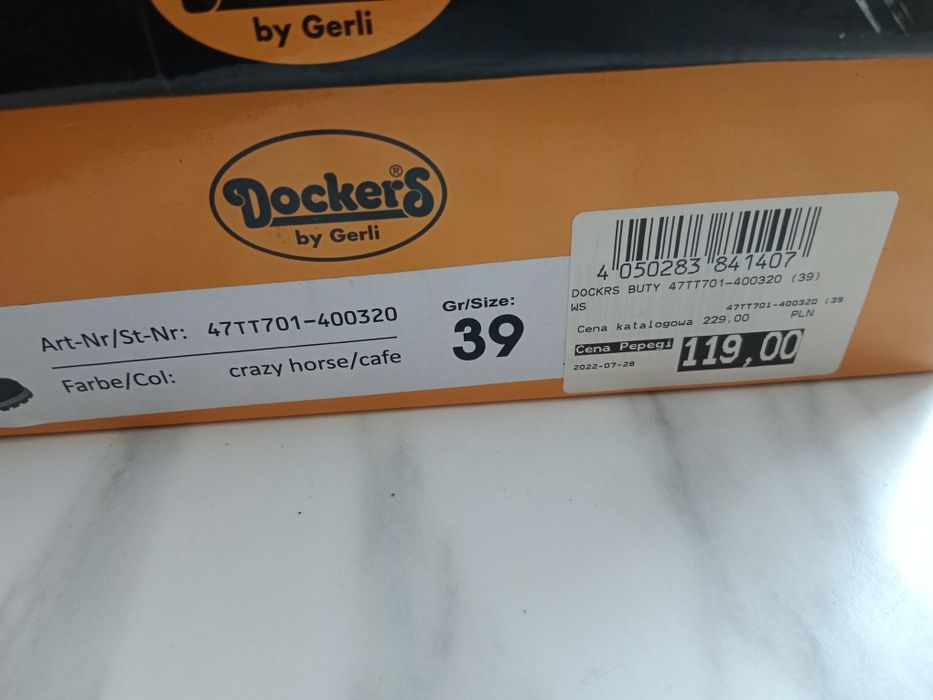 by Gerli
Dockers®
by Gerli
Art-Nr/St-Nr: 47TT701-400320
Farbe/Col: crazy horse/cafe
Gr/Size:
39
4 050283 841407
DOCKRS BUTY 47TT701-400320 (39)
WS
47TT701-400320 (39
Cena katalogowa 229,00 PLN
Cena Pepegi 119,00
2022-07-28